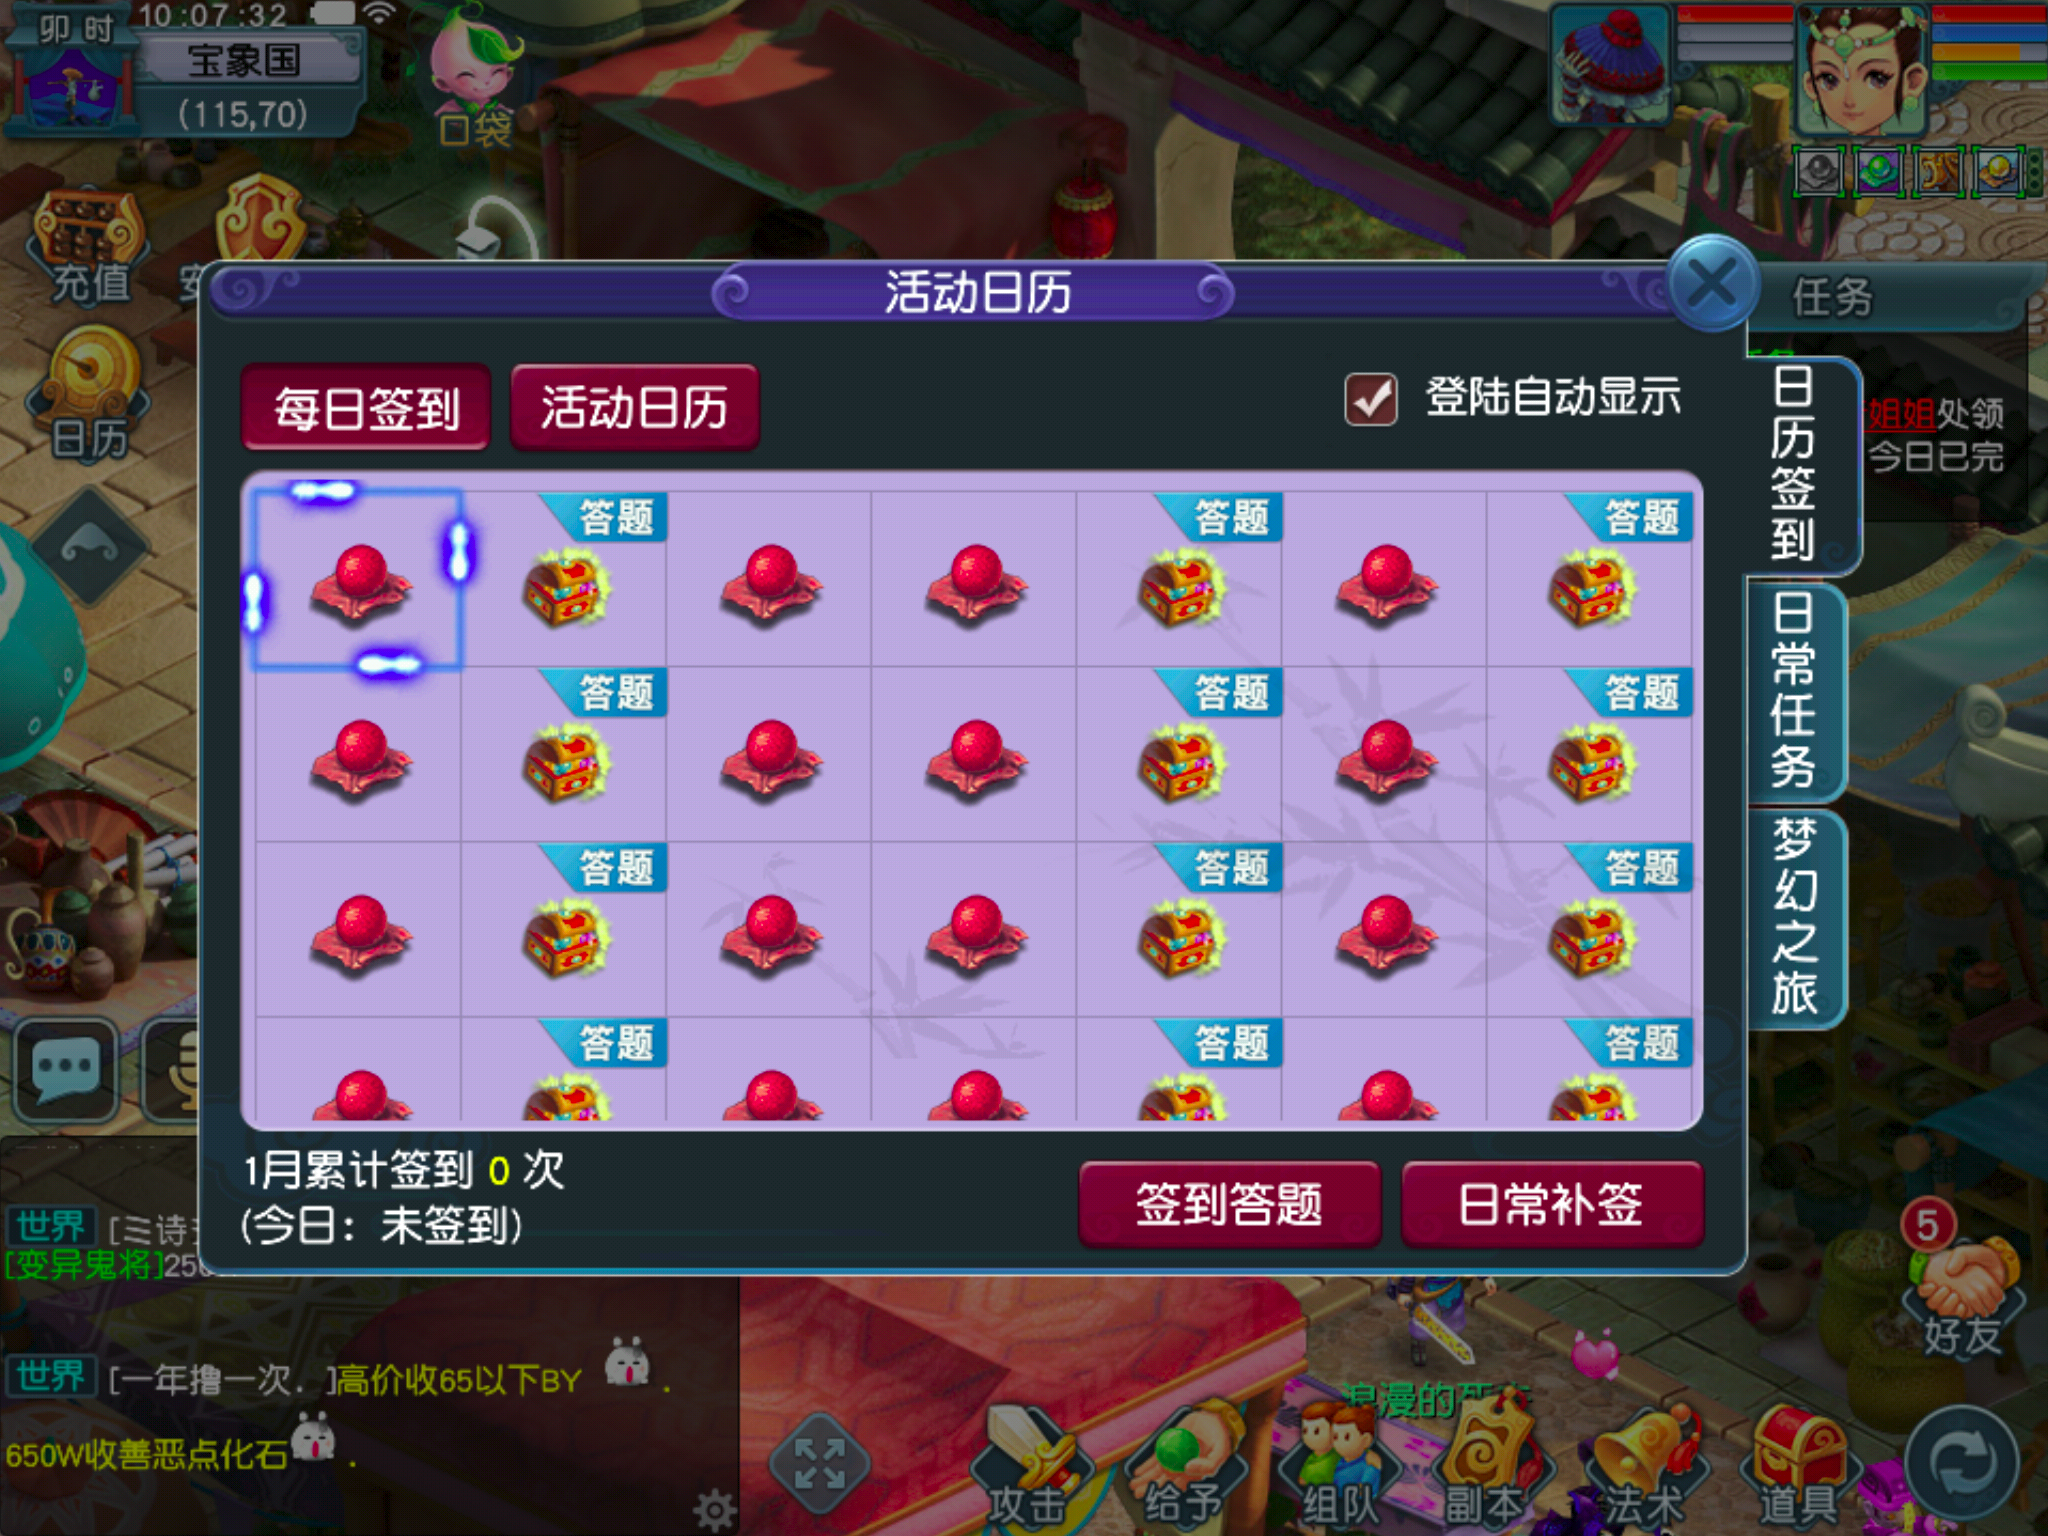 卯时
10:07:32
宝象国
(115,70)
口袋
充值
日历
活动日历
任务
每日签到
活动日历
登陆自动显示
姐姐处领
今日已完
日历签到
日常任务
梦幻之旅
答题
答题
答题
答题
答题
答题
答题
答题
答题
答题
答题
答题
1月累计签到 0 次
(今日：未签到)
签到答题
日常补签
世界
[变异鬼将]250
世界 [一年撸一次．]高价收65以下BY .
650W收善恶点化石 .
浪漫的
5
好友
攻击
给予
组队
副本
法术
道具